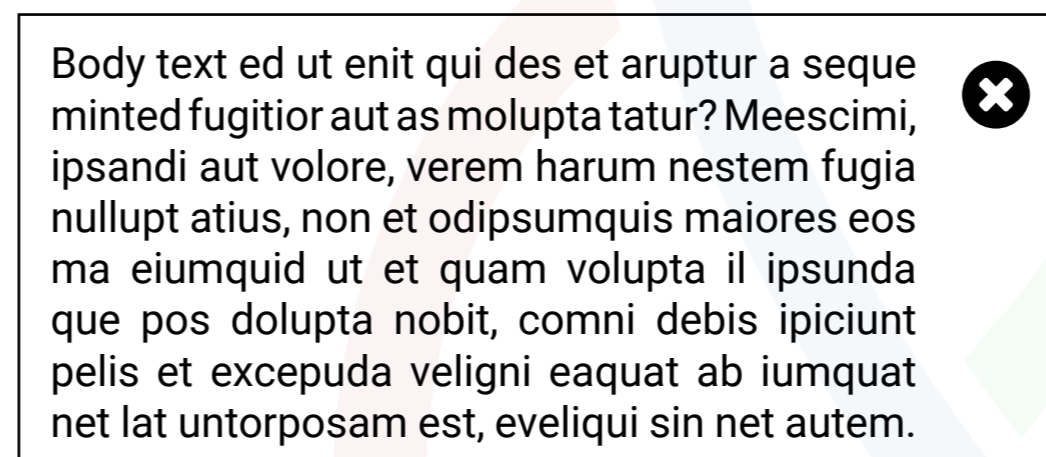 Body text ed ut enit qui des et aruptur a seque
minted fugitior aut as molupta tatur? Meescimi,
ipsandi aut volore, verem harum nestem fugia
nullupt atius, non et odipsumquis maiores eos
ma eiumquid ut et quam volupta il ipsunda
que pos dolupta nobit, comni debis ipiciunt
pelis et excepuda veligni eaquat ab iumquat
net lat untorposam est, eveliqui sin net autem.